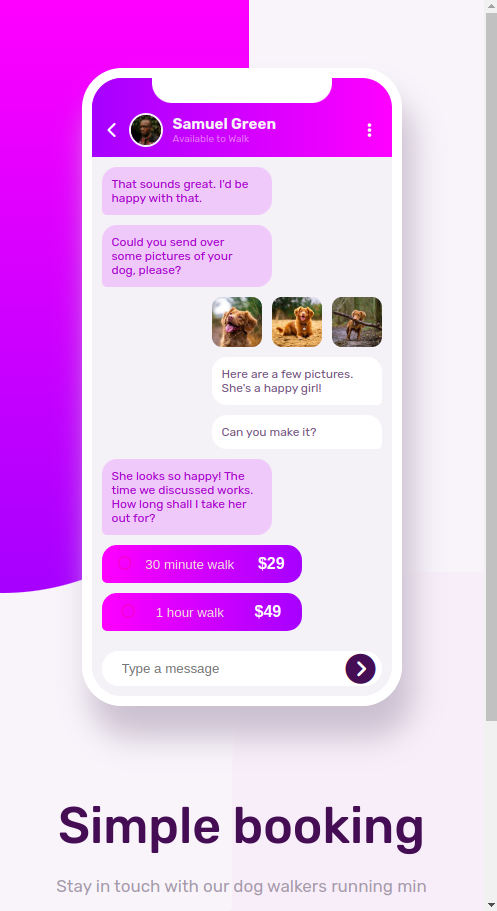 Samuel Green
Available to Walk
That sounds great. I'd be
happy with that.
Could you send over
some pictures of your
dog, please?
Here are a few pictures.
She's a happy girl!
Can you make it?
She looks so happy! The
time we discussed works.
How long shall I take her
out for?
30 minute walk $29
1 hour walk $49
Type a message
Simple booking
Stay in touch with our dog walkers running min